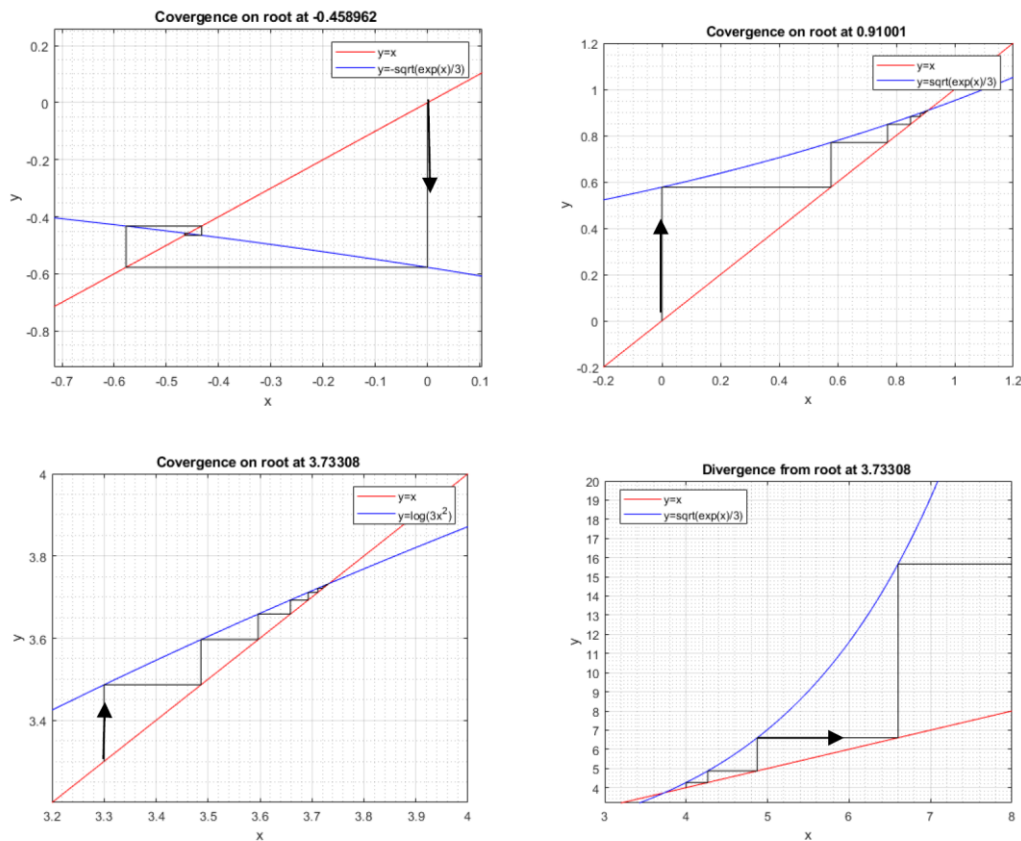 Covergence on root at -0.458962
y=x
y=-sqrt(exp(x)/3)
0.2
0
-0.2
-0.4
-0.6
-0.8
y
-0.7 -0.6 -0.5 -0.4 -0.3 -0.2 -0.1 0 0.1
x
Covergence on root at 0.91001
y=x
y=sqrt(exp(x)/3)
1.2
1
0.8
0.6
0.4
0.2
0
-0.2
y
-0.2 0 0.2 0.4 0.6 0.8 1 1.2
x
Covergence on root at 3.73308
y=x
y=log(3x²)
4
3.8
3.6
3.4
y
3.2 3.3 3.4 3.5 3.6 3.7 3.8 3.9 4
x
Divergence from root at 3.73308
y=x
y=sqrt(exp(x)/3)
20
19
18
17
16
15
14
13
12
11
10
9
8
7
6
5
4
y
3 4 5 6 7 8
x